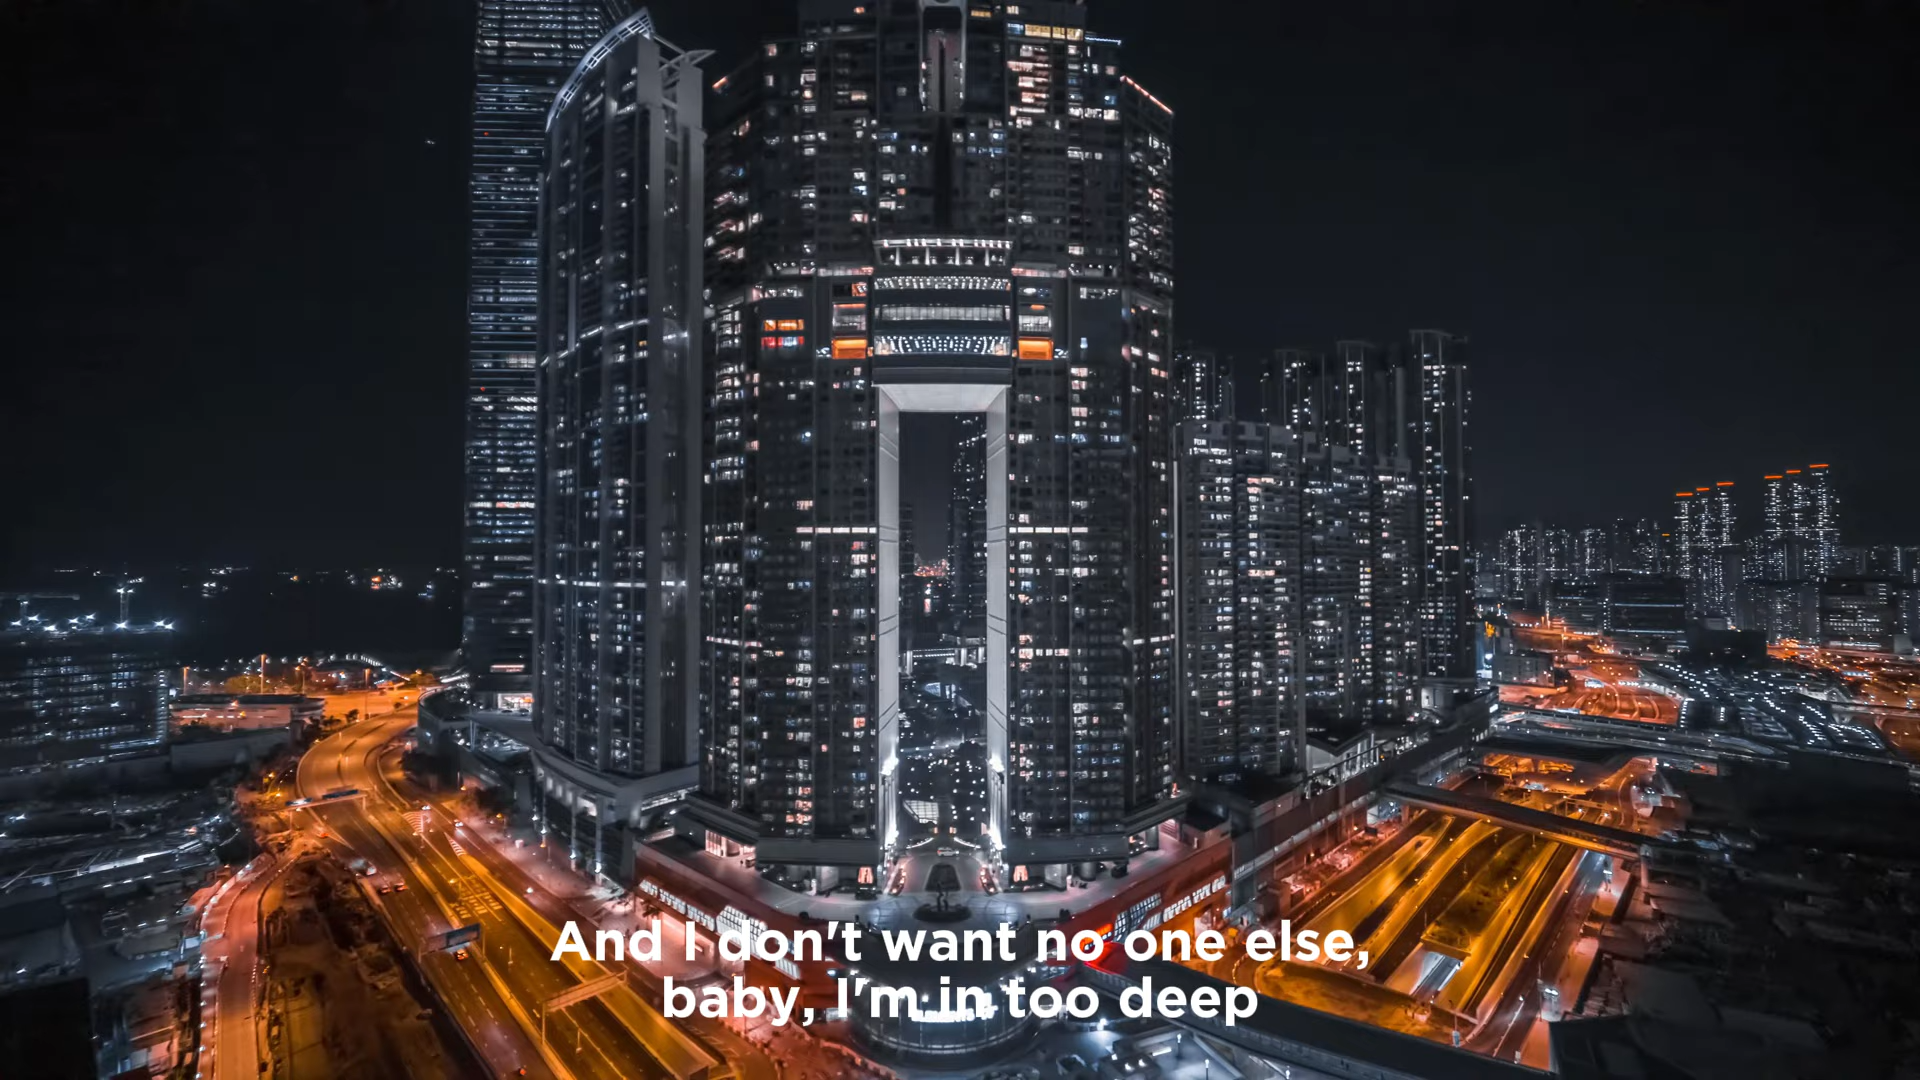 And I don't want no one else,
baby, I'm in too deep